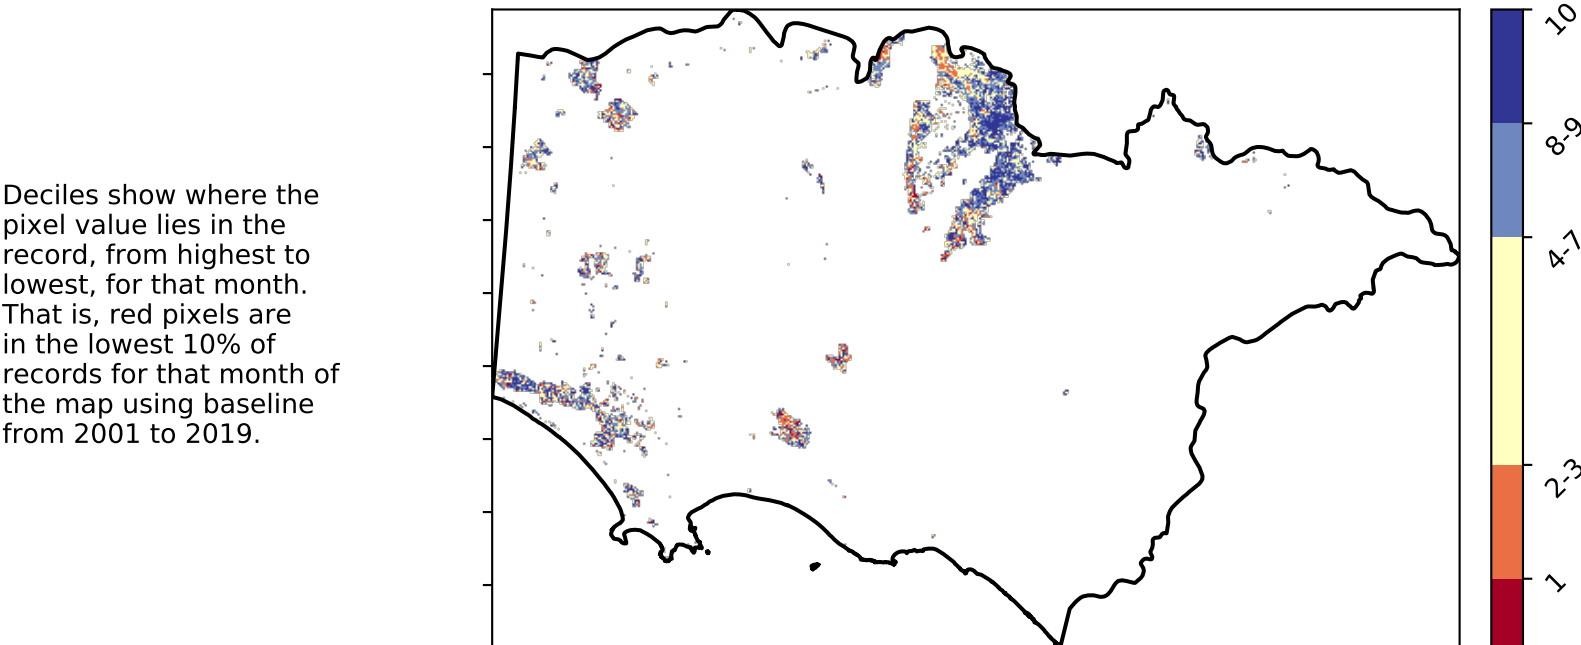 Deciles show where the
pixel value lies in the
record, from highest to
lowest, for that month.
That is, red pixels are
in the lowest 10% of
records for that month of
the map using baseline
from 2001 to 2019.
10
8-9
4-7
2-3
1